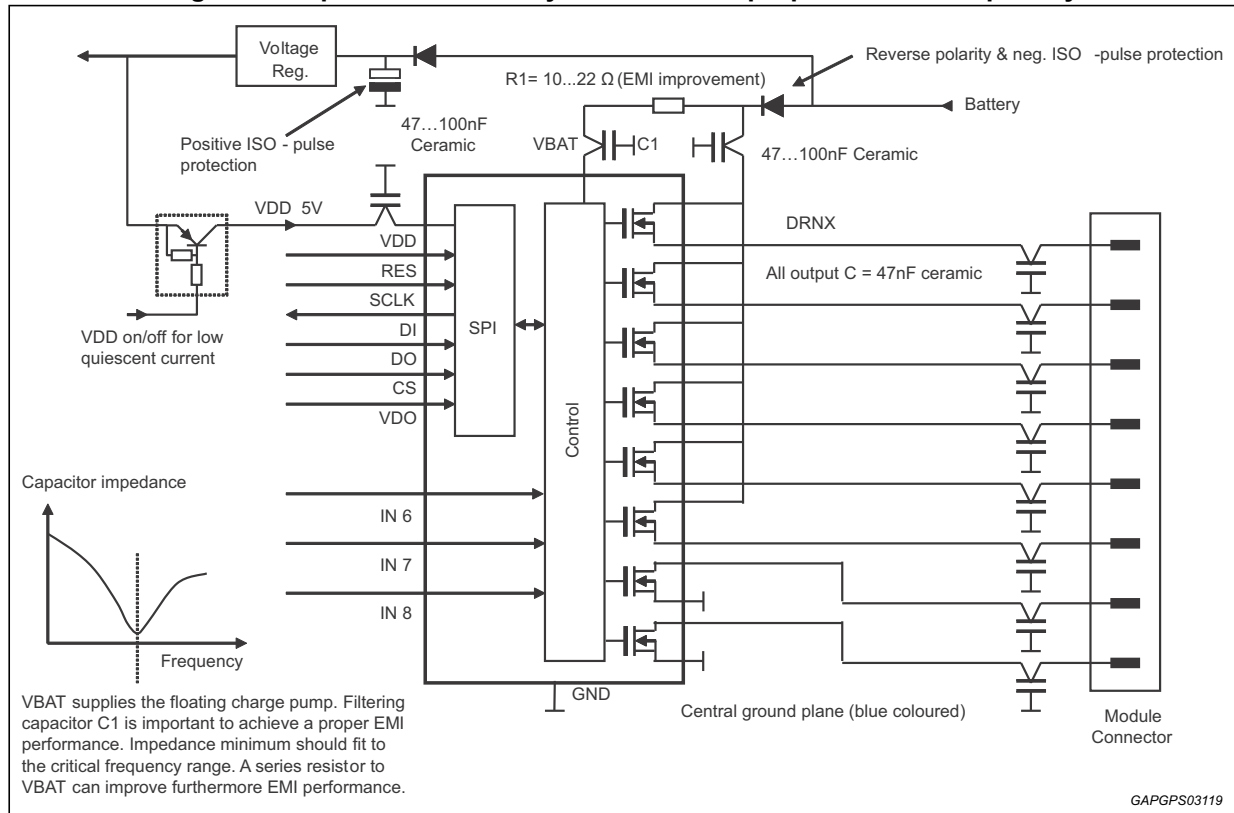 Voltage
Reg.
Reverse polarity & neg. ISO -pulse protection
R1= 10...22 Ω (EMI improvement)
Battery
Positive ISO - pulse
protection
47...100nF
Ceramic
VBAT
C1
47...100nF Ceramic
VDD 5V
DRNX
VDD
RES
SCLK
DI
DO
CS
VDO
SPI
Control
All output C = 47nF ceramic
VDD on/off for low
quiescent current
Capacitor impedance
Frequency
IN 6
IN 7
IN 8
GND
Central ground plane (blue coloured)
Module
Connector
VBAT supplies the floating charge pump. Filtering
capacitor C1 is important to achieve a proper EMI
performance. Impedance minimum should fit to
the critical frequency range. A series resistor to
VBAT can improve furthermore EMI performance.
GAPGPS03119